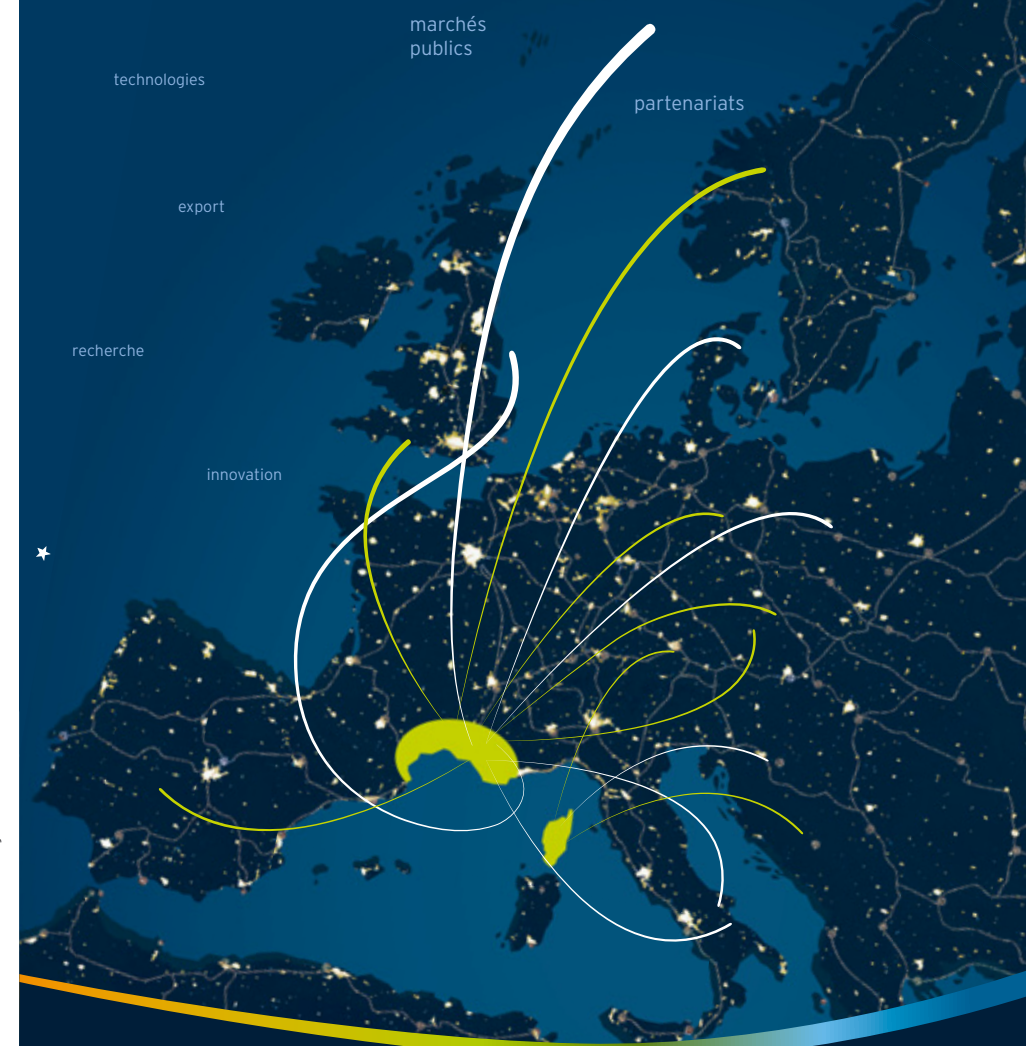 marchés
publics
technologies
partenariats
export
recherche
innovation